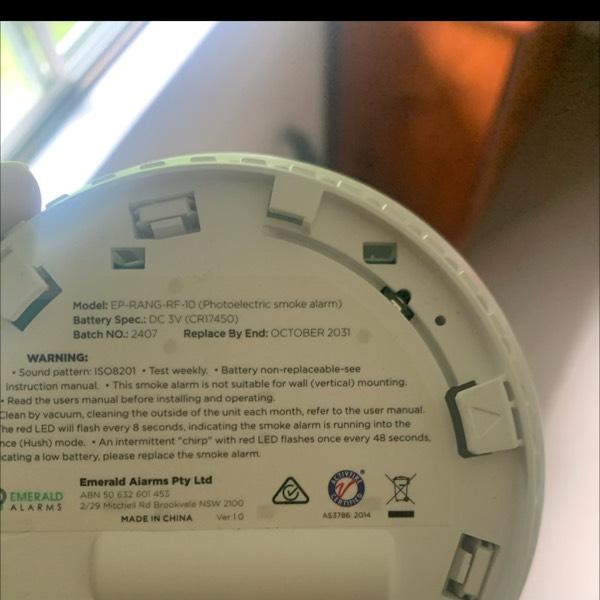 Model: EP-RANG-RF-10 (Photoelectric smoke alarm)
Battery Spec.: DC 3V (CR17450)
Batch NO.: 2407 Replace By End: OCTOBER 2031
WARNING:
• Sound pattern: ISO8201 • Test weekly. • Battery non-replaceable-see
instruction manual. • This smoke alarm is not suitable for wall (vertical) mounting.
• Read the users manual before installing and operating.
Clean by vacuum, cleaning the outside of the unit each month, refer to the user manual.
The red LED will flash every 8 seconds, indicating the smoke alarm is running into the
nce (Hush) mode. • An intermittent "chirp" with red LED flashes once every 48 seconds,
cating a low battery, please replace the smoke alarm.
EMERALD
ALARMS
Emerald Alarms Pty Ltd
ABN 50 632 601 453
2/29 Mitchell Rd Brookvale NSW 2100
MADE IN CHINA Ver:1.0
ACTIVFIRE
CERTIFIED
AS3786: 2014